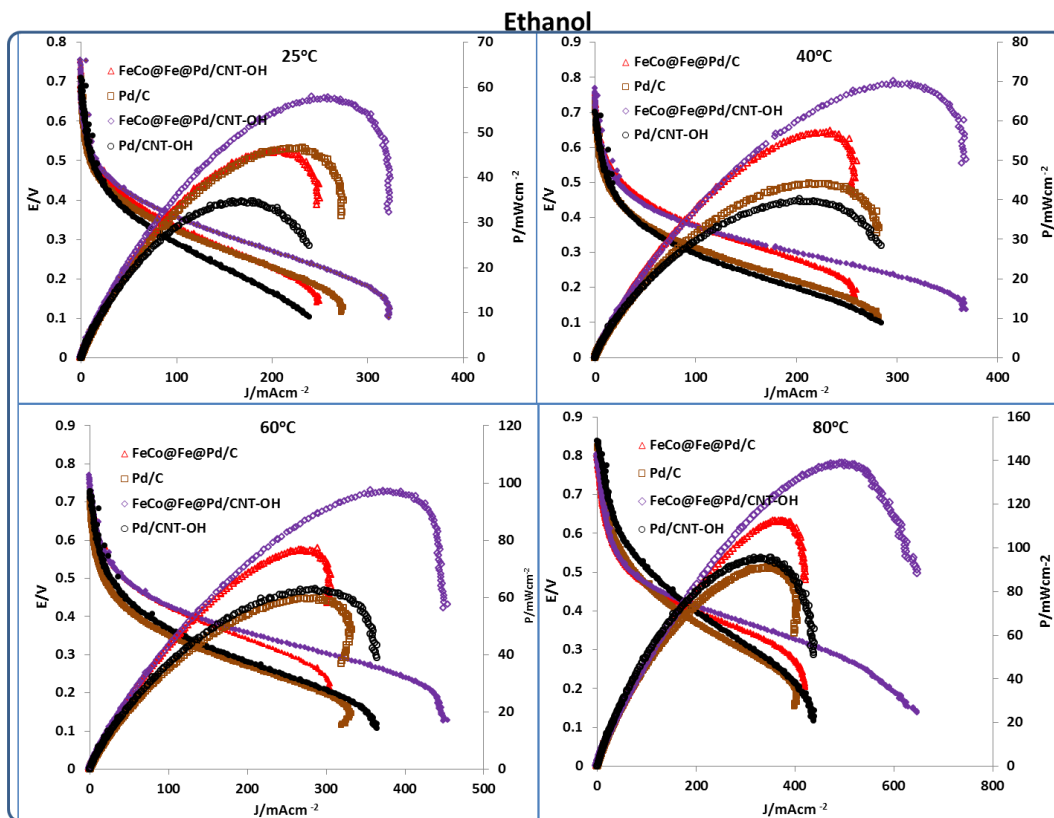 Ethanol
25°C
FeCo@Fe@Pd/CNT-OH
Pd/C
FeCo@Fe@Pd/CNT-OH
Pd/CNT-OH
E/V
0.8
0.7
0.6
0.5
0.4
0.3
0.2
0.1
0
P/mWcm-2
70
60
50
40
30
20
10
0
0
100
200
300
400
J/mAcm -2
40°C
FeCo@Fe@Pd/C
Pd/C
FeCo@Fe@Pd/CNT-OH
Pd/CNT-OH
E/V
0.9
0.8
0.7
0.6
0.5
0.4
0.3
0.2
0.1
0
P/mWcm-2
80
70
60
50
40
30
20
10
0
0
100
200
300
400
J/mAcm -2
60°C
FeCo@Fe@Pd/C
Pd/C
FeCo@Fe@Pd/CNT-OH
Pd/CNT-OH
E/V
0.9
0.8
0.7
0.6
0.5
0.4
0.3
0.2
0.1
0
P/mWcm-2
120
100
80
60
40
20
0
0
100
200
300
400
500
J/mAcm -2
80°C
FeCo@Fe@Pd/C
Pd/C
FeCo@Fe@Pd/CNT-OH
Pd/CNT-OH
E/V
0.9
0.8
0.7
0.6
0.5
0.4
0.3
0.2
0.1
0
P/mWcm-2
160
140
120
100
80
60
40
20
0
0
200
400
600
800
J/mAcm -2